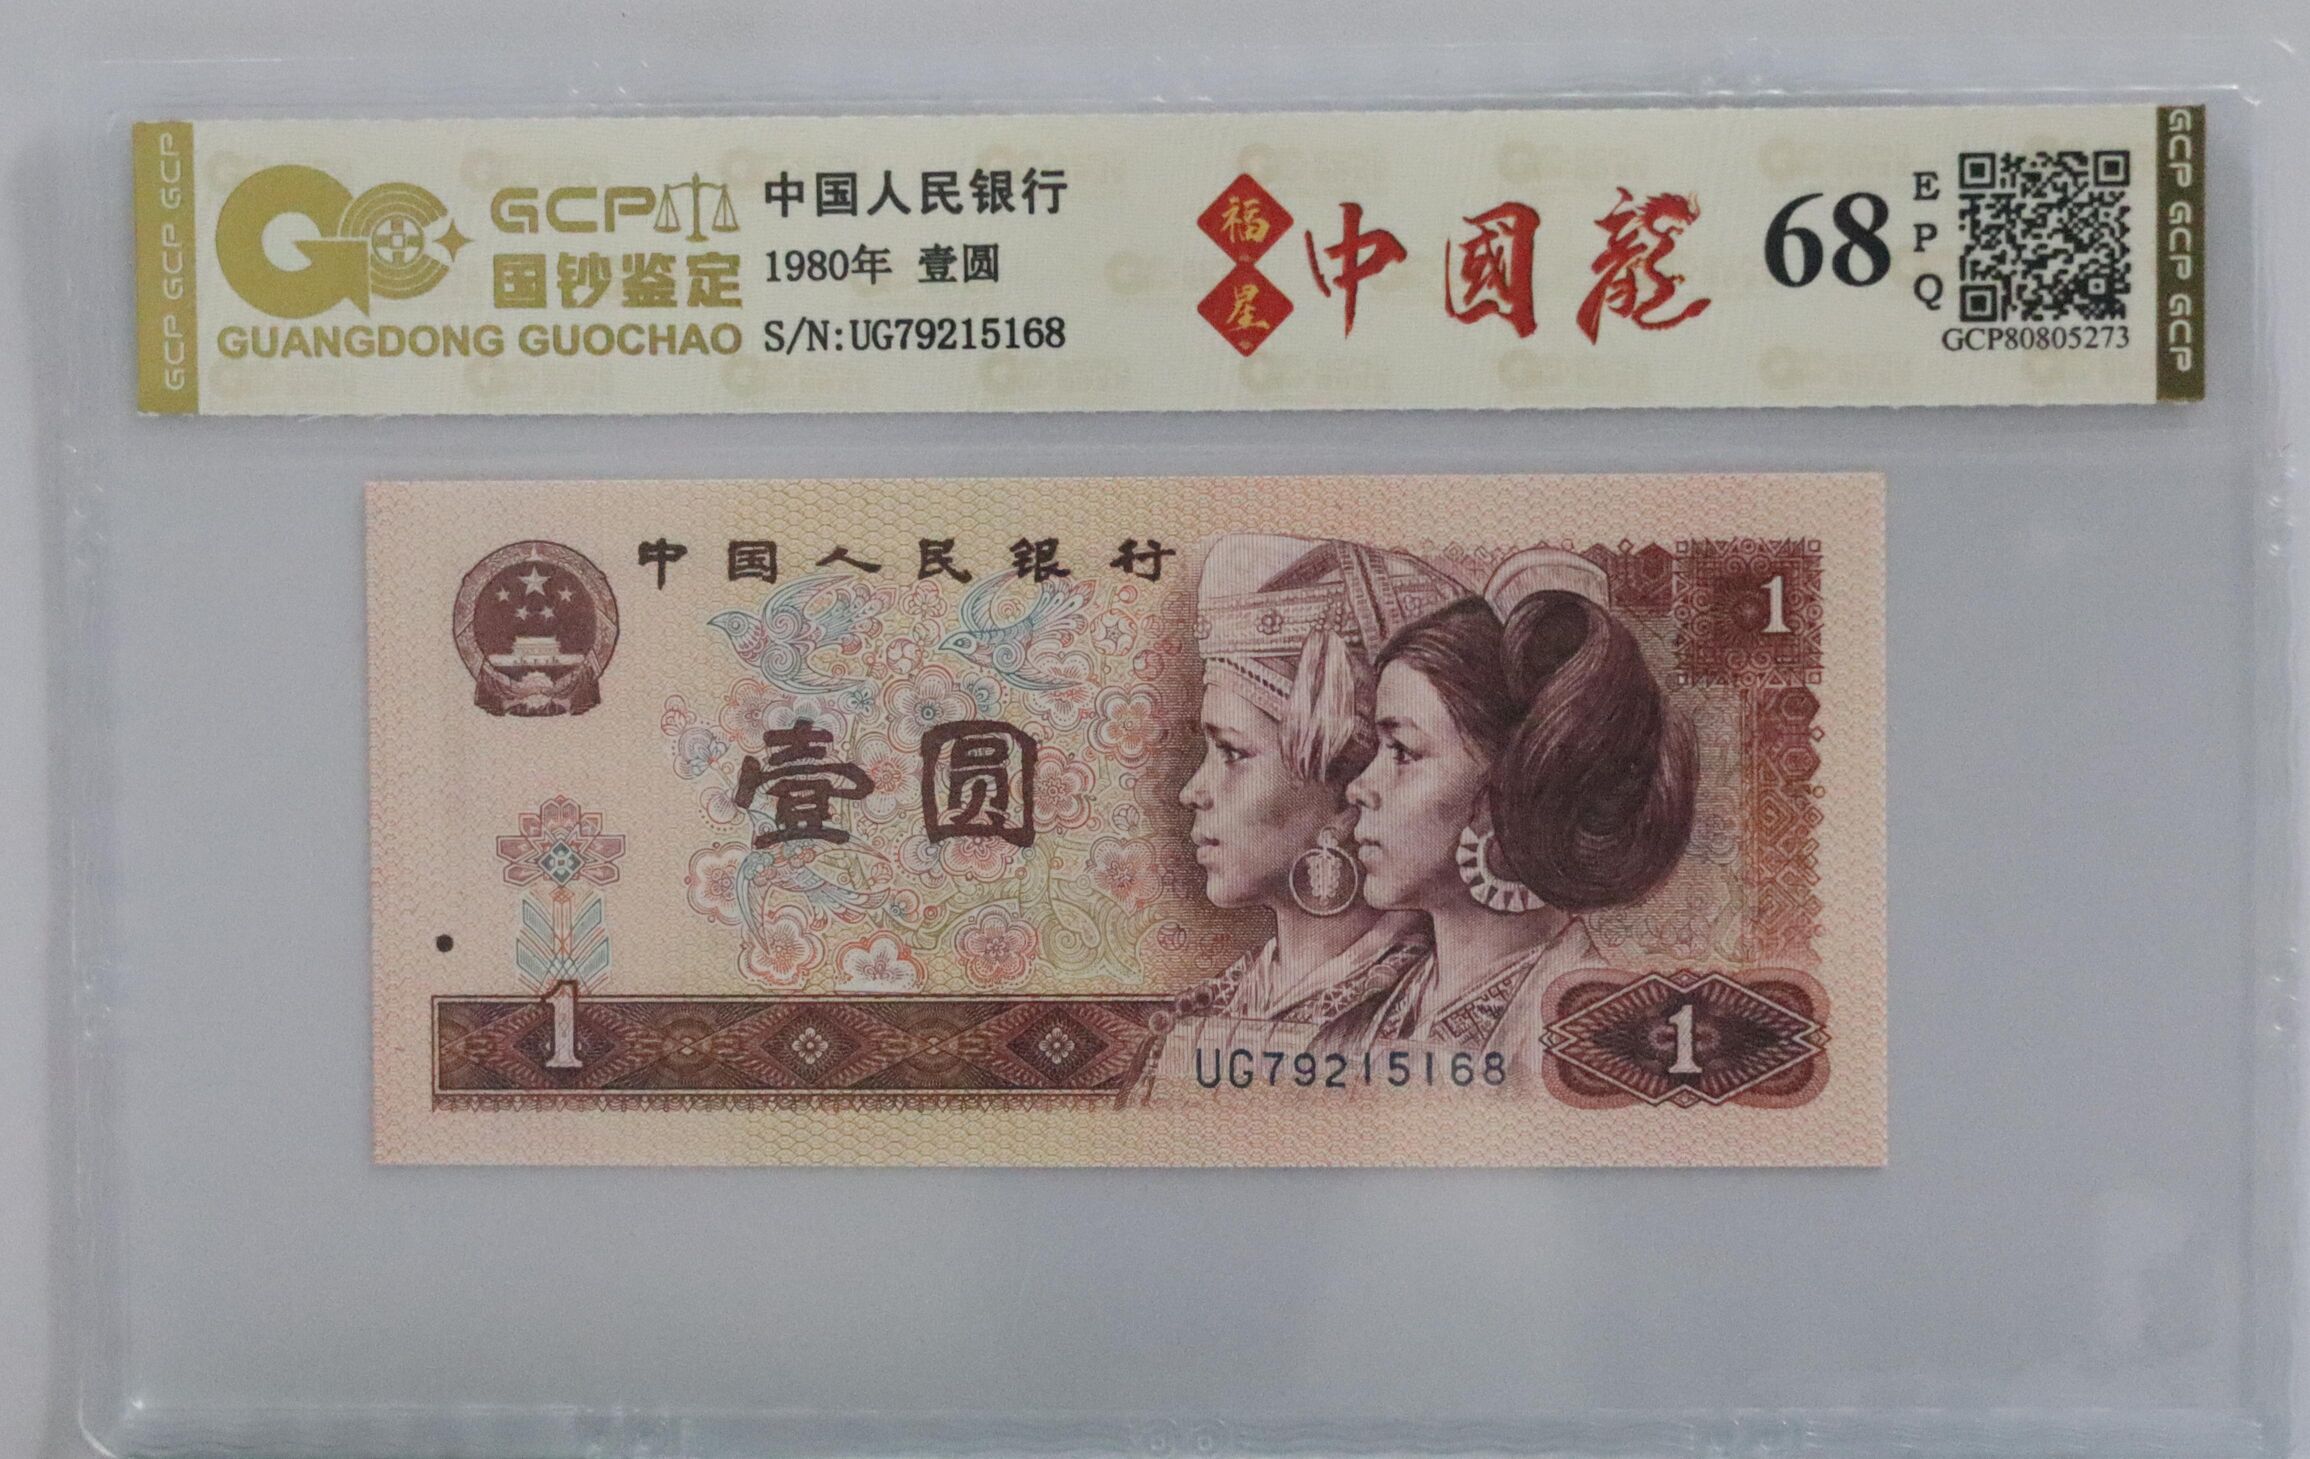 GCP GCP GCP
GCP
国钞鉴定
GUANGDONG GUOCHAO
中国人民银行
1980年 壹圆
S/N:UG79215168
福星
中國龍
68
EPQ
GCP80805273
GCP GCP GCP
中国人民银行
1
壹圆
1
UG79215168
1